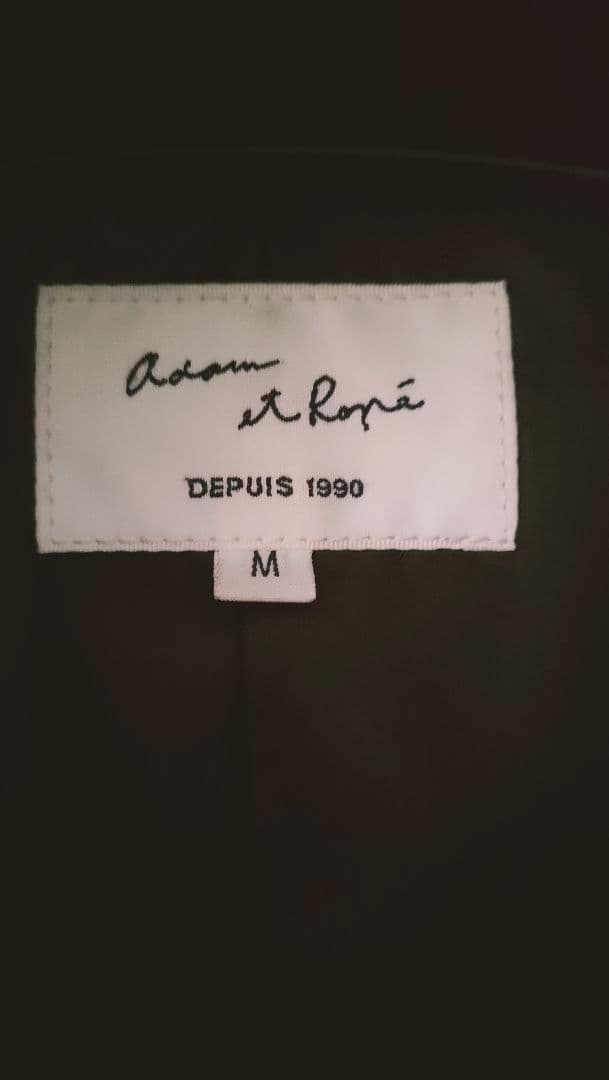 Adam
et Ropé
DEPUIS 1990
M